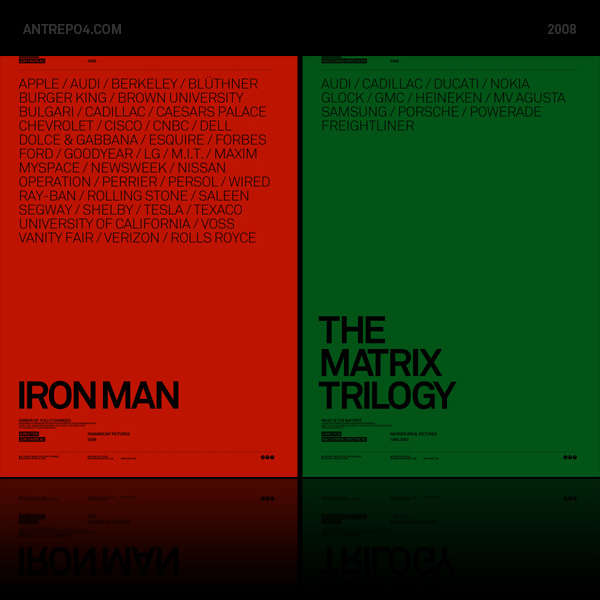 ANTREPO4.COM
2008
2008
APPLE / AUDI / BERKELEY / BLÜTHNER
BURGER KING / BROWN UNIVERSITY
BULGARI / CADILLAC / CAESARS PALACE
CHEVROLET / CISCO / CNBC / DELL
DOLCE & GABBANA / ESQUIRE / FORBES
FORD / GOODYEAR / LG / M.I.T. / MAXIM
MYSPACE / NEWSWEEK / NISSAN
OPERATION / PERRIER / PERSOL / WIRED
RAY-BAN / ROLLING STONE / SALEEN
SEGWAY / SHELBY / TESLA / TEXACO
UNIVERSITY OF CALIFORNIA / VOSS
VANITY FAIR / VERIZON / ROLLS ROYCE
IRON MAN
PARAMOUNT PICTURES
2008
AUDI / CADILLAC / DUCATI / NOKIA
GLOCK / GMC / HEINEKEN / MV AGUSTA
SAMSUNG / PORSCHE / POWERADE
FREIGHTLINER
THE
MATRIX
TRILOGY
WARNER BROS. PICTURES